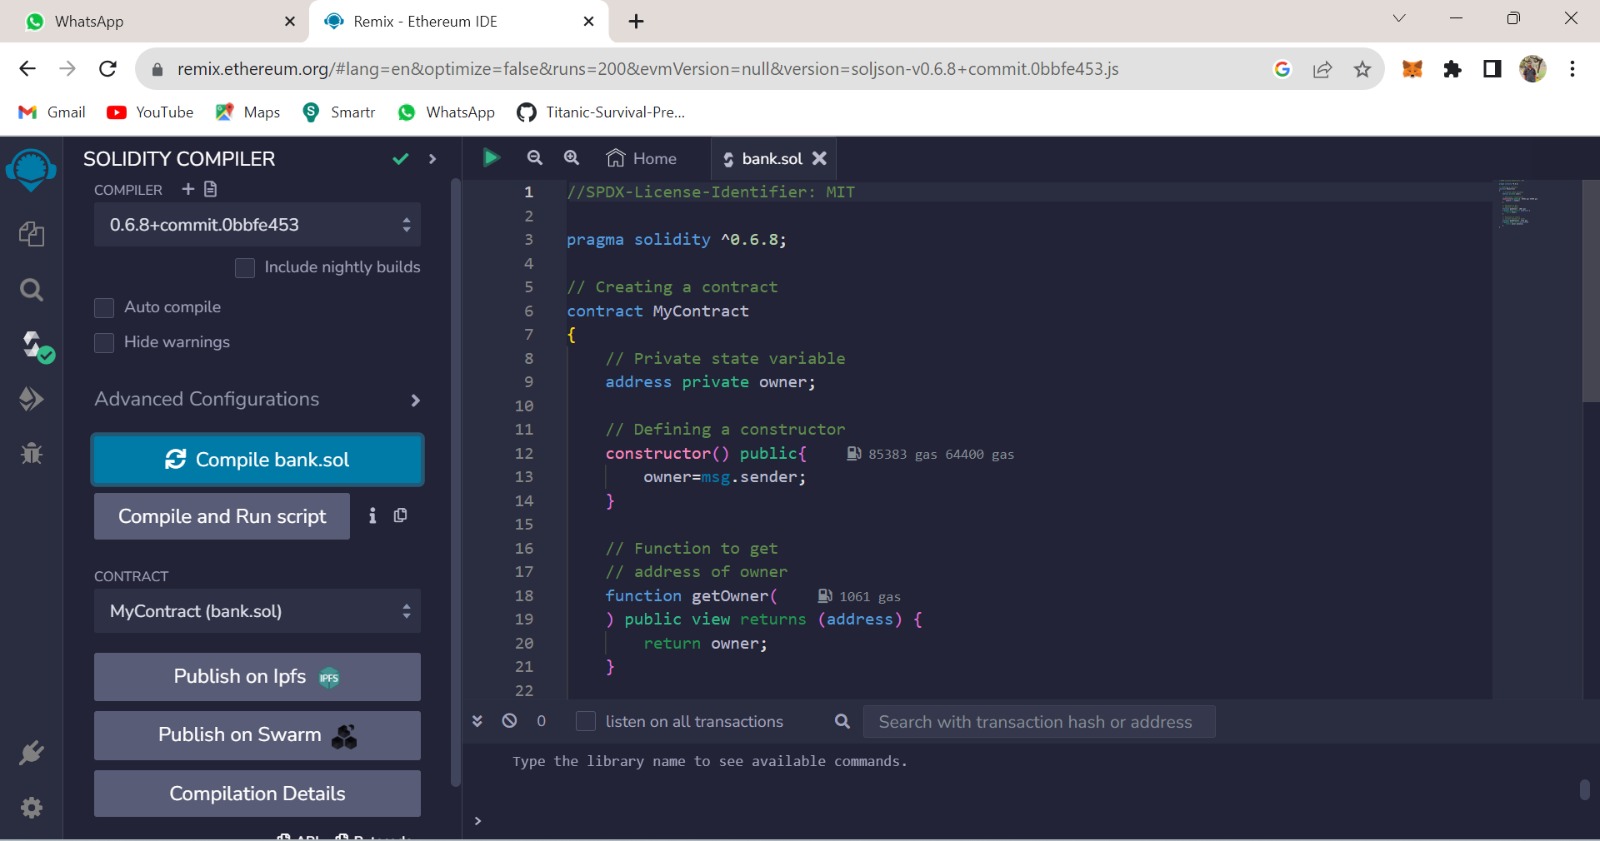 WhatsApp
Remix - Ethereum IDE
remix.ethereum.org/#lang=en&optimize=false&runs=200&evmVersion=null&version=soljson-v0.6.8+commit.0bbfe453.js
Gmail
YouTube
Maps
Smartr
WhatsApp
Titanic-Survival-Pre...
SOLIDITY COMPILER
COMPILER
0.6.8+commit.0bbfe453
Include nightly builds
Auto compile
Hide warnings
Advanced Configurations
Compile bank.sol
Compile and Run script
CONTRACT
MyContract (bank.sol)
Publish on Ipfs IPFS
Publish on Swarm
Compilation Details
Home
bank.sol
1 //SPDX-License-Identifier: MIT
2
3 pragma solidity ^0.6.8;
4
5 // Creating a contract
6 contract MyContract
7 {
8 // Private state variable
9 address private owner;
10
11 // Defining a constructor
12 constructor() public{ 85383 gas 64400 gas
13 owner=msg.sender;
14 }
15
16 // Function to get
17 // address of owner
18 function getOwner( 1061 gas
19 ) public view returns (address) {
20 return owner;
21 }
22
0
listen on all transactions
Search with transaction hash or address
Type the library name to see available commands.
>